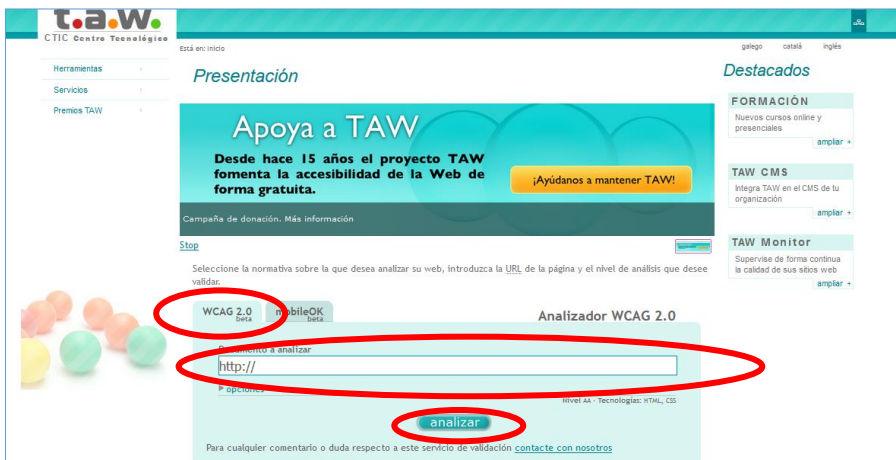 t.a.w.
CTIC Centro Tecnológico
Está en: inicio
galego català inglés
Herramientas
Servicios
Premios TAW
Presentación
Apoya a TAW
Desde hace 15 años el proyecto TAW
fomenta la accesibilidad de la Web de
forma gratuita.
¡Ayúdanos a mantener TAW!
Campaña de donación. Más información
Stop
Seleccione la normativa sobre la que desea analizar su web, introduzca la URL de la página y el nivel de análisis que desee
validar.
WCAG 2.0
beta
mobileOK
beta
Analizador WCAG 2.0
a analizar
http://
opciones
Nivel AA - Tecnologías: HTML, CSS
analizar
Para cualquier comentario o duda respecto a este servicio de validación contacte con nosotros
Destacados
FORMACIÓN
Nuevos cursos online y
presenciales
ampliar +
TAW CMS
Integra TAW en el CMS de tu
organización
ampliar +
TAW Monitor
Supervise de forma continua
la calidad de sus sitios web
ampliar +